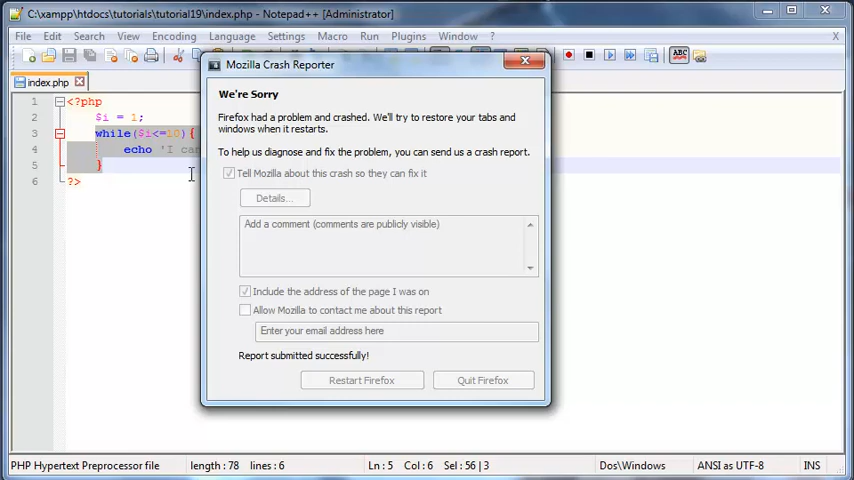 C:\xampp\htdocs\tutorials\tutorial19\index.php - Notepad++ [Administrator]
File Edit Search View Encoding Language Settings Macro Run Plugins Window ? X
ABC
index.php
1 <?php
2 $i = 1;
3 while($i<=10){
4 echo 'I ca
5 }
6 ?>
Mozilla Crash Reporter
We're Sorry
Firefox had a problem and crashed. We'll try to restore your tabs and
windows when it restarts.
To help us diagnose and fix the problem, you can send us a crash report.
Tell Mozilla about this crash so they can fix it
Details...
Add a comment (comments are publicly visible)
Include the address of the page I was on
Allow Mozilla to contact me about this report
Enter your email address here
Report submitted successfully!
Restart Firefox Quit Firefox
PHP Hypertext Preprocessor file length : 78 lines : 6 Ln : 5 Col : 6 Sel : 56 | 3 Dos\Windows ANSI as UTF-8 INS